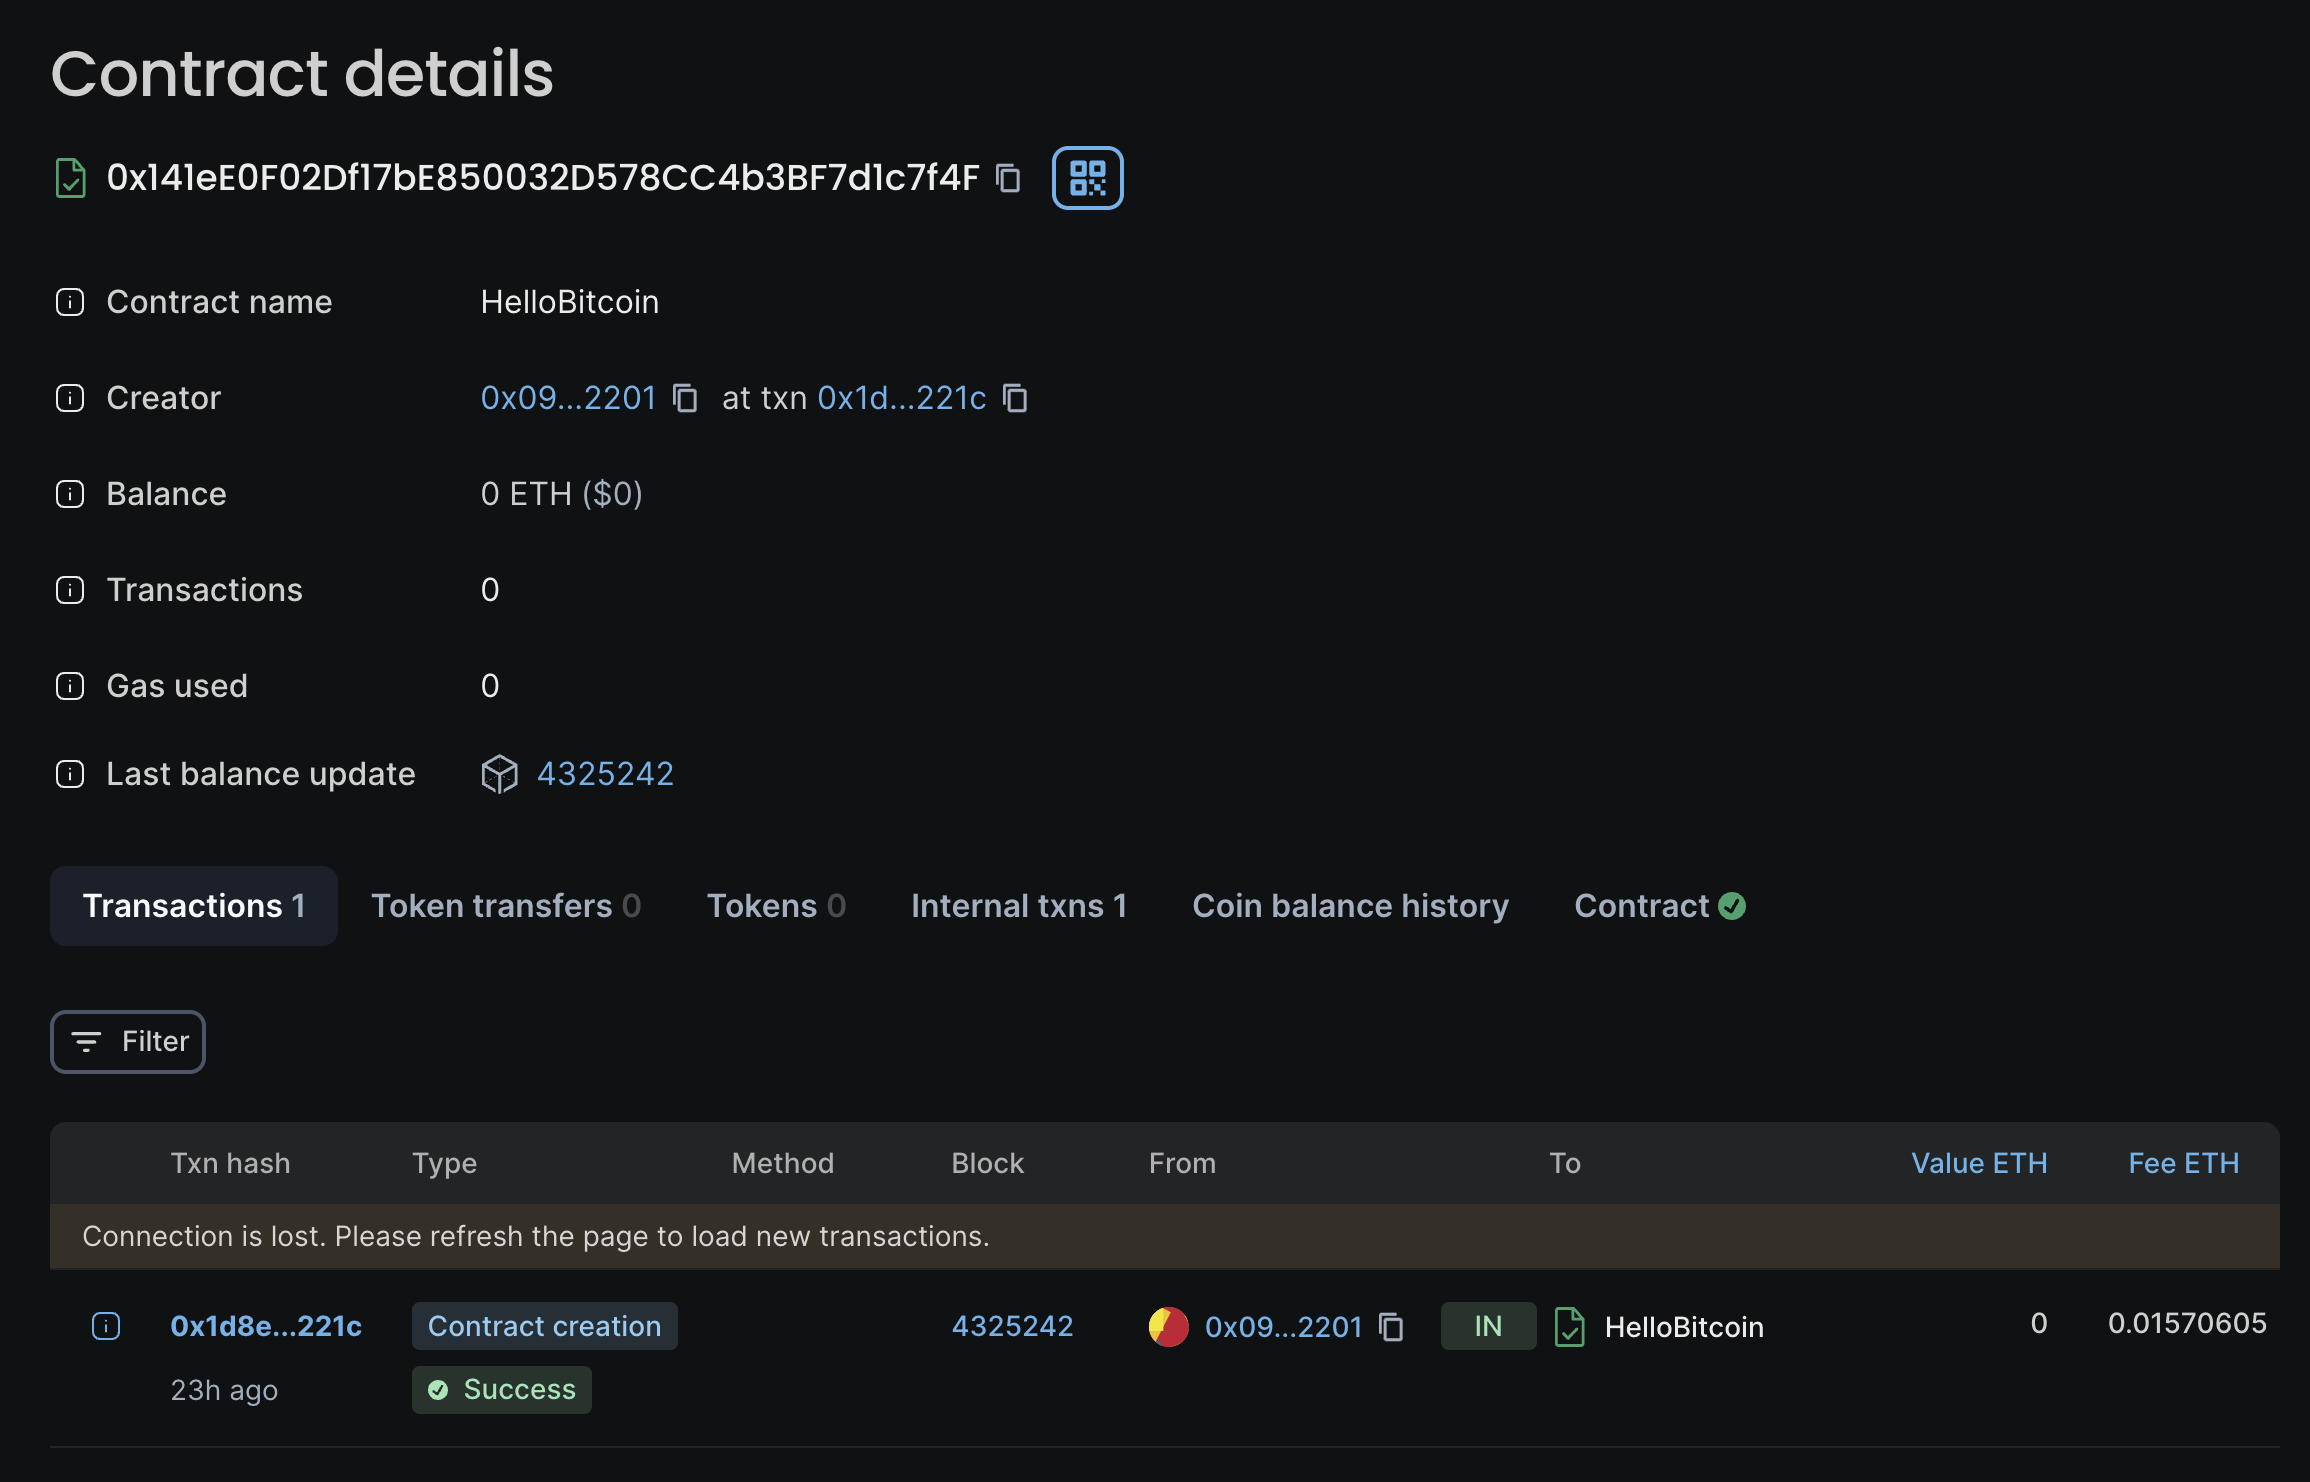 Contract details
0x141eE0F02Df17bE850032D578CC4b3BF7d1c7f4F
Contract name HelloBitcoin
Creator 0x09...2201 at txn 0x1d...221c
Balance 0 ETH ($0)
Transactions 0
Gas used 0
Last balance update 4325242
Transactions 1 Token transfers 0 Tokens 0 Internal txns 1 Coin balance history Contract
Filter
Txn hash Type Method Block From To Value ETH Fee ETH
Connection is lost. Please refresh the page to load new transactions.
0x1d8e...221c Contract creation 4325242 0x09...2201 IN HelloBitcoin 0 0.01570605
23h ago Success